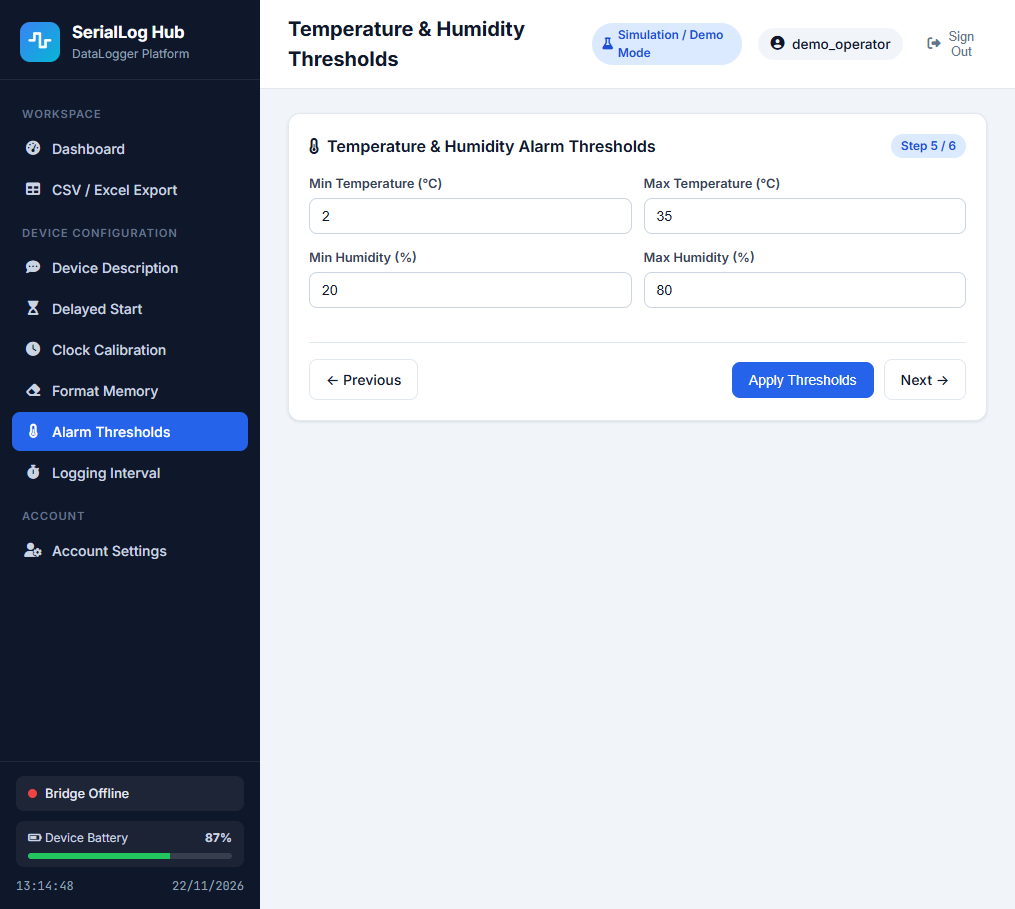 SerialLog Hub
DataLogger Platform
WORKSPACE
Dashboard
CSV / Excel Export
DEVICE CONFIGURATION
Device Description
Delayed Start
Clock Calibration
Format Memory
Alarm Thresholds
Logging Interval
ACCOUNT
Account Settings
Bridge Offline
Device Battery 87%
13:14:48 22/11/2026
Temperature & Humidity
Thresholds
Simulation / Demo
Mode
demo_operator
Sign
Out
Temperature & Humidity Alarm Thresholds
Step 5 / 6
Min Temperature (°C) Max Temperature (°C)
2 35
Min Humidity (%) Max Humidity (%)
20 80
← Previous Apply Thresholds Next →